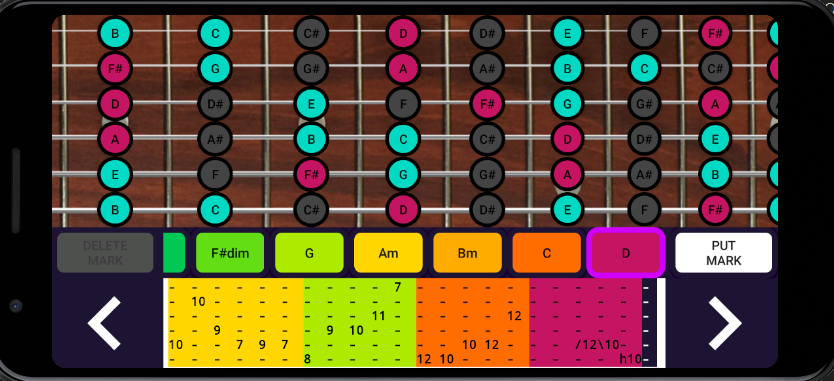 B C C# D D# E F F#
F# G G# A A# B C C#
D D# E F F# G G# A
A A# B C C# D D# E
E F F# G G# A A# B
B C C# D D# E F F#
DELETE
MARK
F#dim G Am Bm C D
PUT
MARK
- - - - - - - - - - 7 - - - - - - - - - - -
- 10 - - - - - - - - - - - - - - - - - - - -
- - - - - - - - - 11 - - - - - 12 - - - - - -
- - 9 - - - - 9 10 - - - - - - - - - - - - -
10 - - 7 9 7 - - - - - - - 10 12 - - - /12\10- -
- - - - - - 8 - - - - 12 10 - - - - - - - h10-